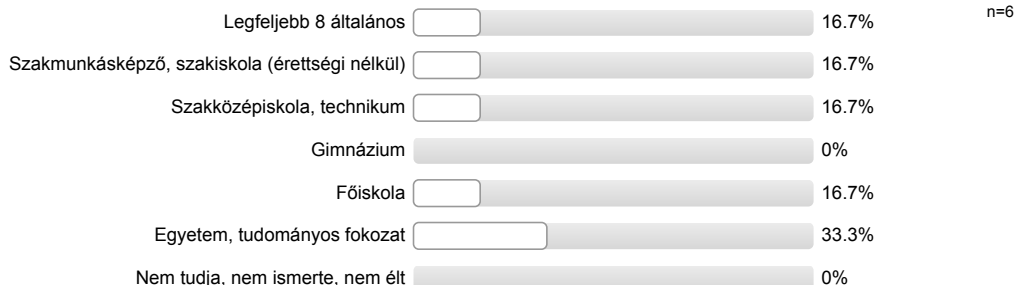 Legfeljebb 8 általános 16.7% n=6
Szakmunkásképző, szakiskola (érettségi nélkül) 16.7%
Szakközépiskola, technikum 16.7%
Gimnázium 0%
Főiskola 16.7%
Egyetem, tudományos fokozat 33.3%
Nem tudja, nem ismerte, nem élt 0%